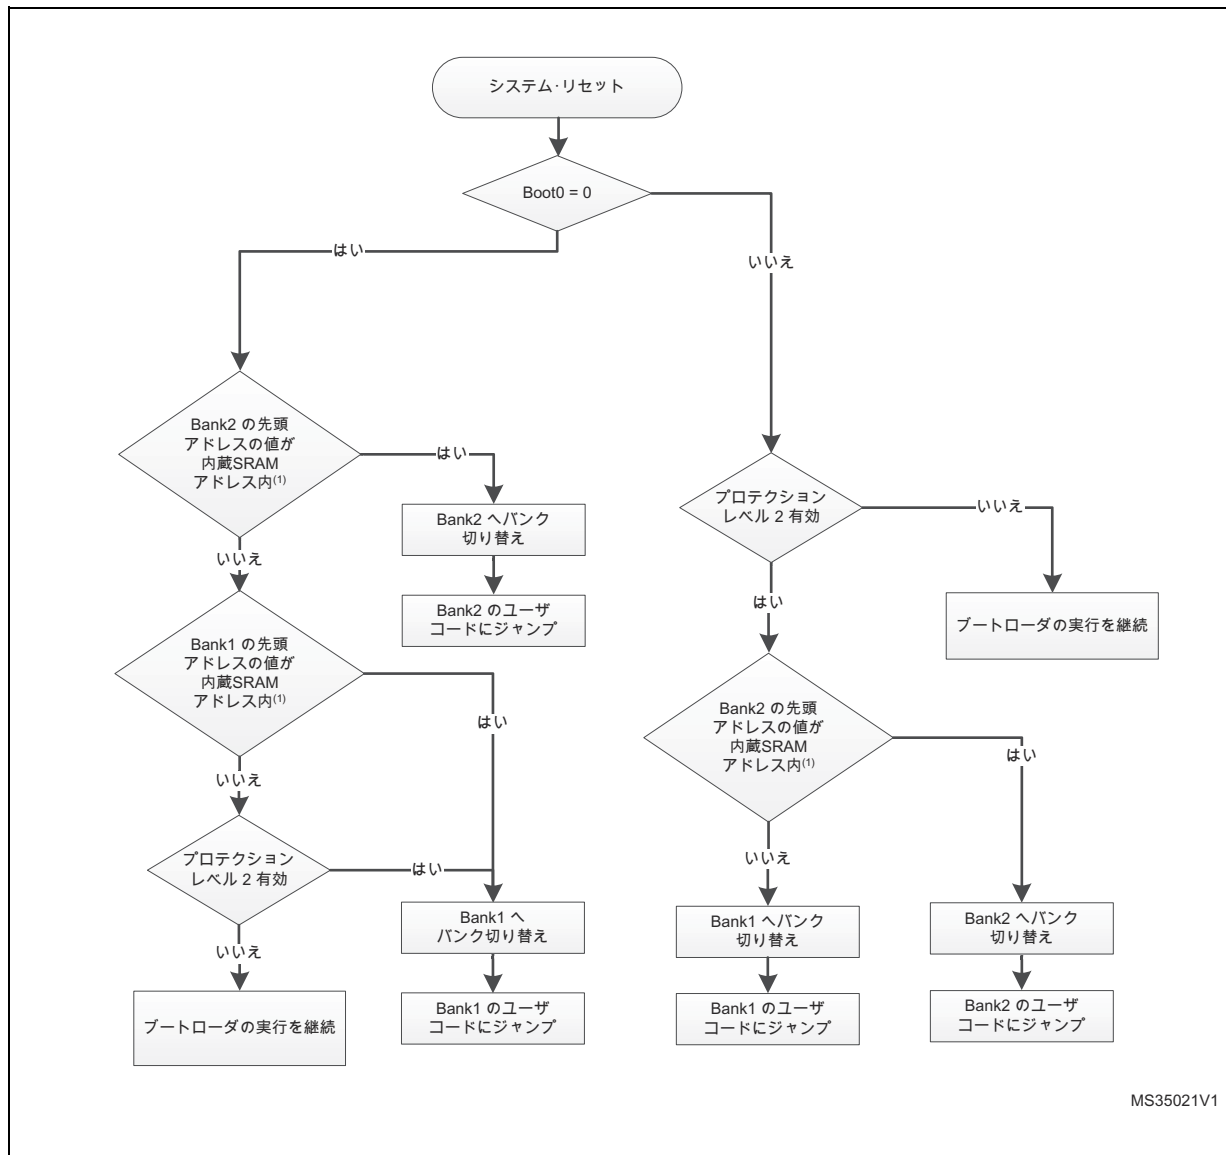 システム･リセット
Boot0 = 0
はい
いいえ
Bank2 の先頭
アドレスの値が
内蔵SRAM
アドレス内(1)
はい
Bank2 へバンク
切り替え
Bank2 のユーザ
コードにジャンプ
いいえ
Bank1 の先頭
アドレスの値が
内蔵SRAM
アドレス内(1)
はい
いいえ
プロテクション
レベル 2 有効
はい
Bank1 へ
バンク切り替え
Bank1 のユーザ
コードにジャンプ
いいえ
ブートローダの実行を継続
プロテクション
レベル 2 有効
いいえ
ブートローダの実行を継続
はい
Bank2 の先頭
アドレスの値が
内蔵SRAM
アドレス内(1)
はい
いいえ
Bank1 へバンク
切り替え
Bank1 のユーザ
コードにジャンプ
Bank2 へバンク
切り替え
Bank2 のユーザ
コードにジャンプ
MS35021V1